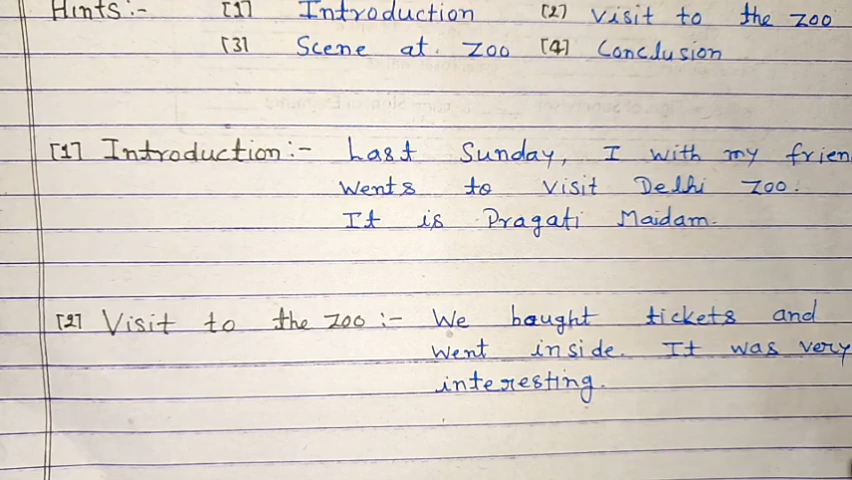 Hints:- [1] Introduction [2] Visit to the zoo
[3] Scene at. zoo [4] Conclusion
[1] Introduction:- Last Sunday, I with my frien
wents to visit Delhi zoo.
It is Pragati Maidam.
[2] Visit to the zoo:- We bought tickets and
went inside. It was very
interesting.